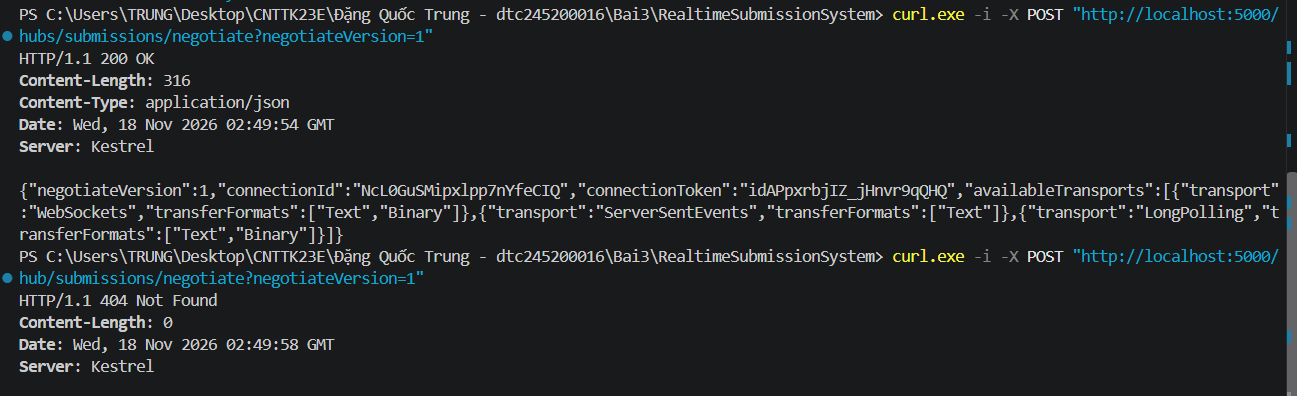 PS C:\Users\TRUNG\Desktop\CNTTK23E\Đặng Quốc Trung - dtc245200016\Bai3\RealtimeSubmissionSystem> curl.exe -i -X POST "http://localhost:5000/
hubs/submissions/negotiate?negotiateVersion=1"
HTTP/1.1 200 OK
Content-Length: 316
Content-Type: application/json
Date: Wed, 18 Nov 2026 02:49:54 GMT
Server: Kestrel
{"negotiateVersion":1,"connectionId":"NcL0GuSMipxlpp7nYfeCIQ","connectionToken":"idAPpxrbjIZ_jHnvr9qQHQ","availableTransports":[{"transport"
:"WebSockets","transferFormats":["Text","Binary"]},{"transport":"ServerSentEvents","transferFormats":["Text"]},{"transport":"LongPolling","t
ransferFormats":["Text","Binary"]}]}
PS C:\Users\TRUNG\Desktop\CNTTK23E\Đặng Quốc Trung - dtc245200016\Bai3\RealtimeSubmissionSystem> curl.exe -i -X POST "http://localhost:5000/
hub/submissions/negotiate?negotiateVersion=1"
HTTP/1.1 404 Not Found
Content-Length: 0
Date: Wed, 18 Nov 2026 02:49:58 GMT
Server: Kestrel